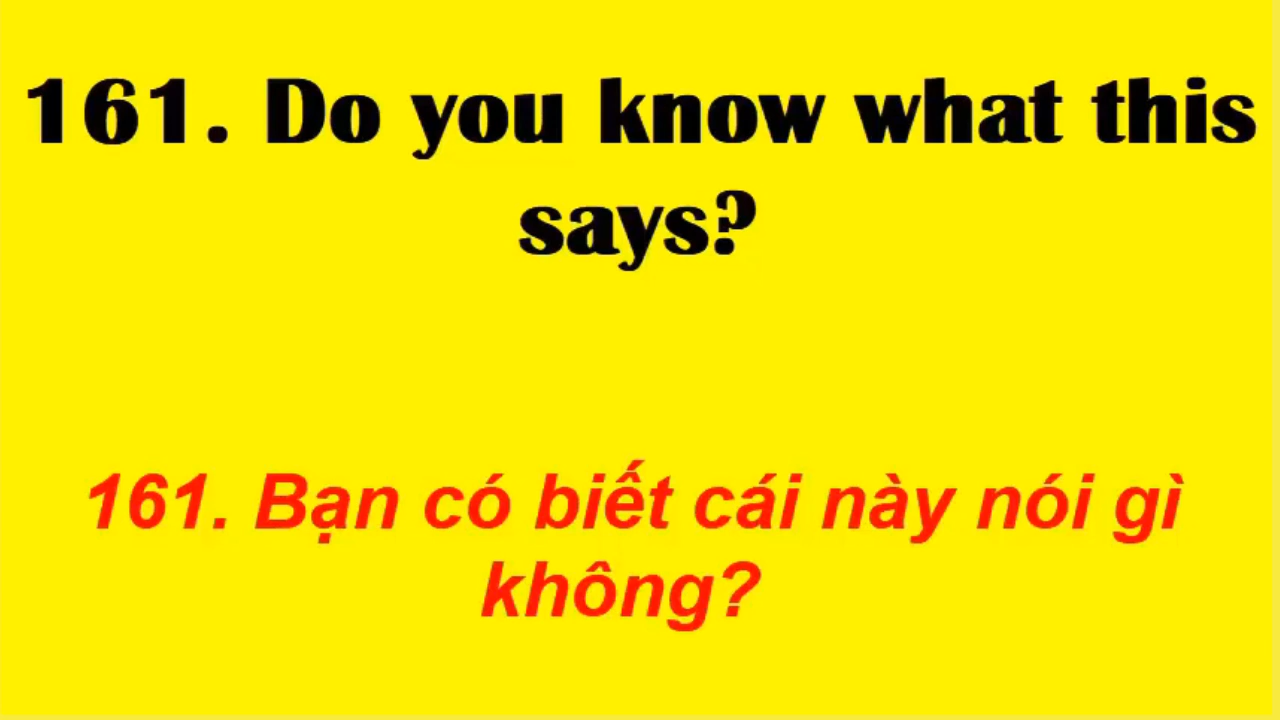 161. Do you know what this
says?
161. Bạn có biết cái này nói gì
không?